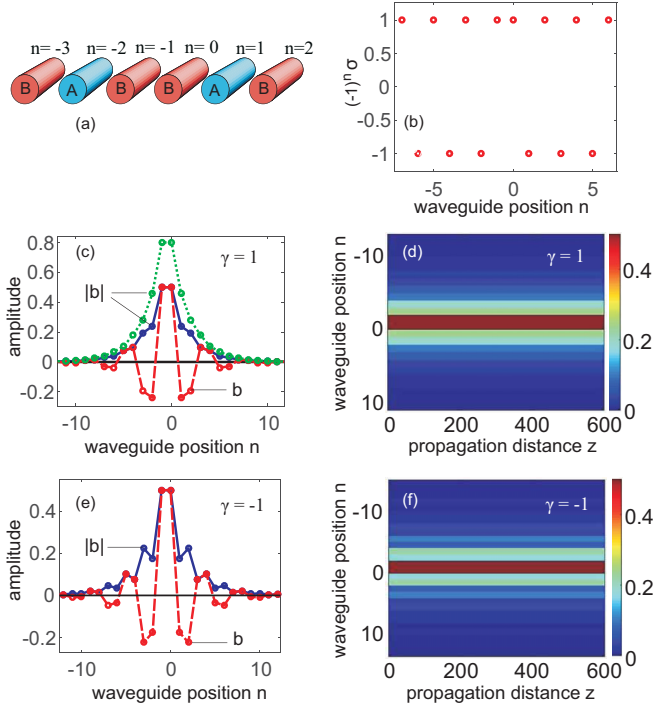 n= -3 n= -2 n= -1 n= 0 n=1 n=2
B A B B A B
(a)
1
0.5
0
-0.5
-1
(-1)ⁿ σ
(b)
-5 0 5
waveguide position n
0.8
0.6
0.4
0.2
0
-0.2
amplitude
(c)
γ = 1
|b|
b
-10 0 10
waveguide position n
-10
0
10
waveguide position n
(d)
γ = 1
0 200 400 600
propagation distance z
0.4
0.2
0
0.4
0.2
0
-0.2
amplitude
(e)
γ = -1
|b|
b
-10 0 10
waveguide position n
-10
0
10
waveguide position n
(f)
γ = -1
0 200 400 600
propagation distance z
0.4
0.2
0